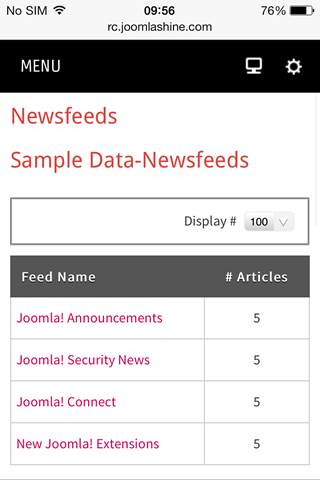 No SIM 09:56 76%
rc.joomlashine.com
MENU
Newsfeeds
Sample Data-Newsfeeds
Display # 100
Feed Name # Articles
Joomla! Announcements 5
Joomla! Security News 5
Joomla! Connect 5
New Joomla! Extensions 5